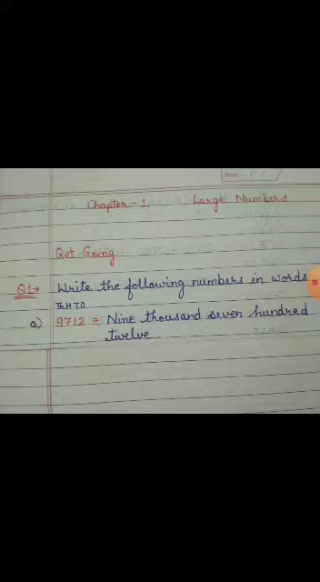 Chapter-1 Large Numbers
Get Going
Q1→ Write the following numbers in words
Th H T O
a) 9712 = Nine thousand seven hundred
twelve.